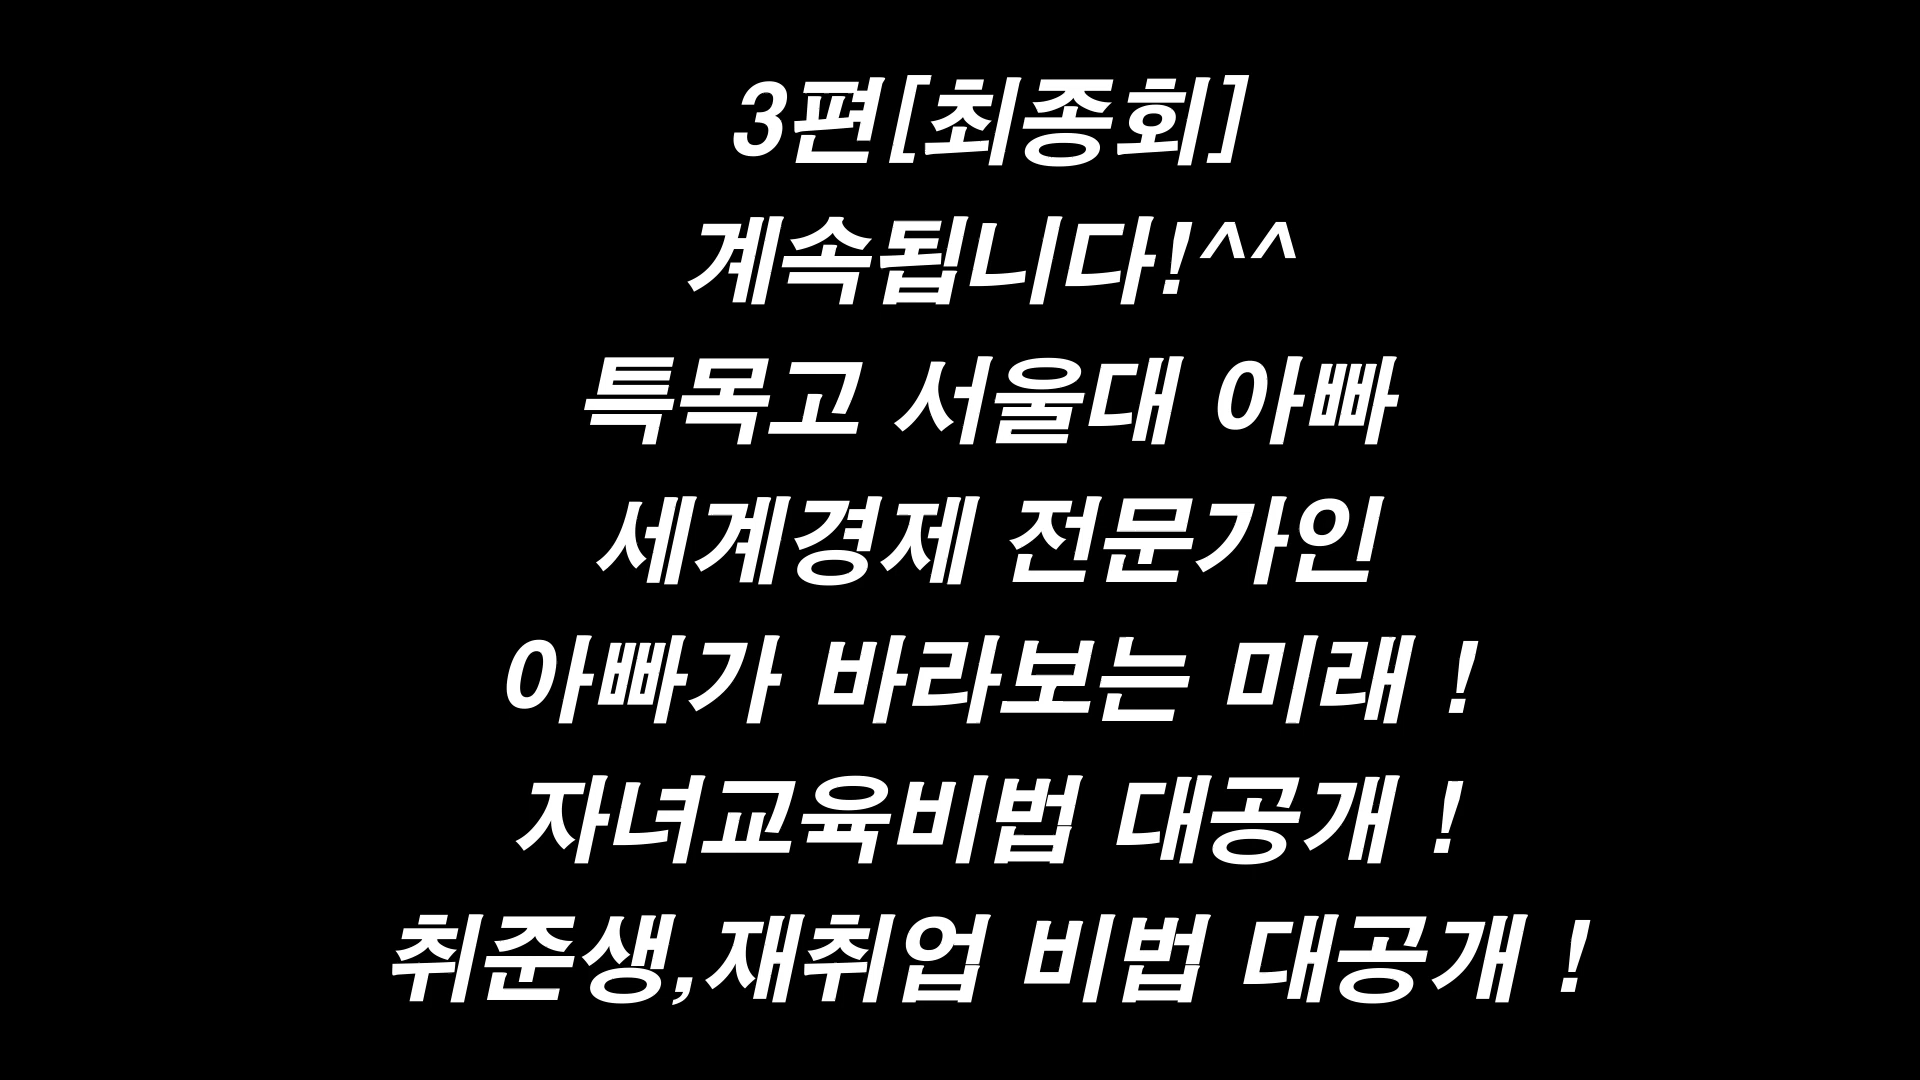 3편[최종회]
계속됩니다!^^
특목고 서울대 아빠
세계경제 전문가인
아빠가 바라보는 미래 !
자녀교육비법 대공개 !
취준생,재취업 비법 대공개 !